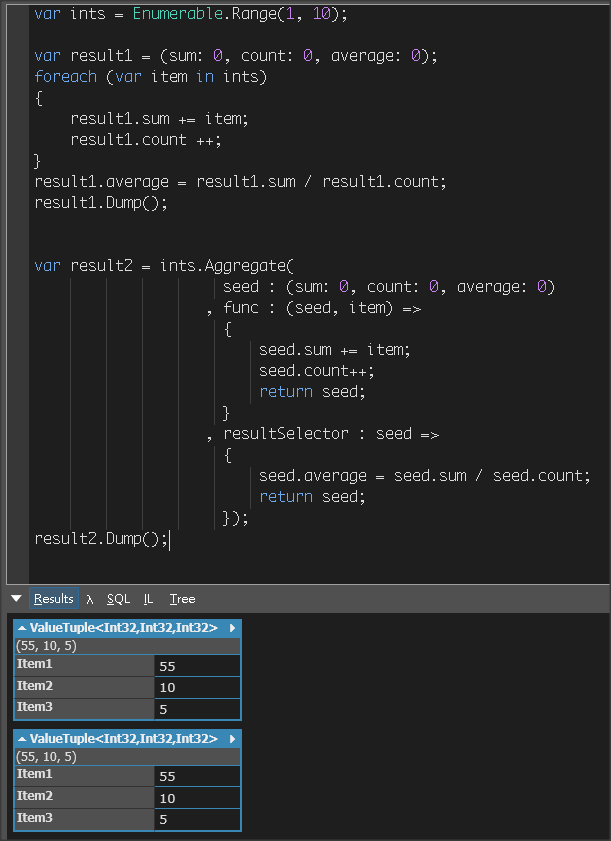 var ints = Enumerable.Range(1, 10);
var result1 = (sum: 0, count: 0, average: 0);
foreach (var item in ints)
{
result1.sum += item;
result1.count ++;
}
result1.average = result1.sum / result1.count;
result1.Dump();
var result2 = ints.Aggregate(
seed : (sum: 0, count: 0, average: 0)
, func : (seed, item) =>
{
seed.sum += item;
seed.count++;
return seed;
}
, resultSelector : seed =>
{
seed.average = seed.sum / seed.count;
return seed;
});
result2.Dump();
Results λ SQL IL Tree
ValueTuple<Int32,Int32,Int32>
(55, 10, 5)
Item1 55
Item2 10
Item3 5
ValueTuple<Int32,Int32,Int32>
(55, 10, 5)
Item1 55
Item2 10
Item3 5